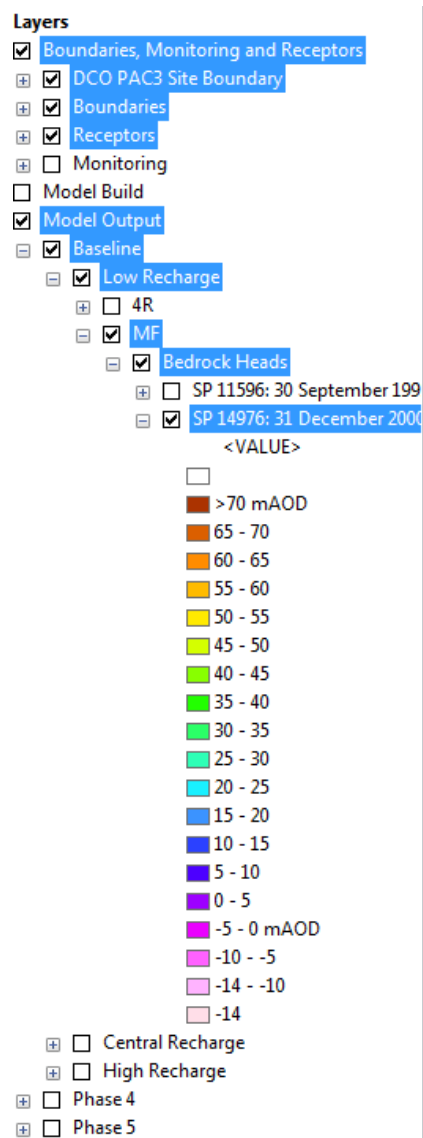 Layers
Boundaries, Monitoring and Receptors
DCO PAC3 Site Boundary
Boundaries
Receptors
Monitoring
Model Build
Model Output
Baseline
Low Recharge
4R
MF
Bedrock Heads
SP 11596: 30 September 199
SP 14976: 31 December 2000
<VALUE>
>70 mAOD
65 - 70
60 - 65
55 - 60
50 - 55
45 - 50
40 - 45
35 - 40
30 - 35
25 - 30
20 - 25
15 - 20
10 - 15
5 - 10
0 - 5
-5 - 0 mAOD
-10 - -5
-14 - -10
-14
Central Recharge
High Recharge
Phase 4
Phase 5